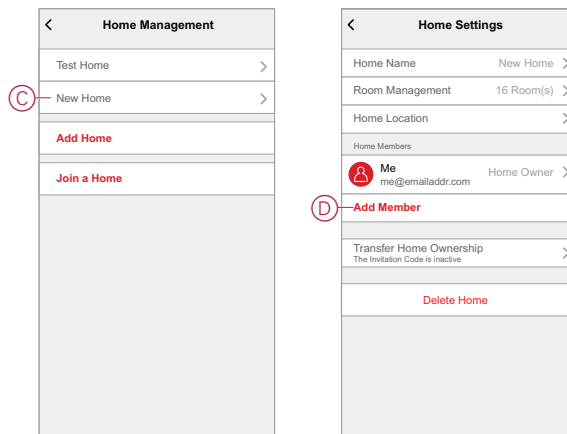 Home Management
Test Home
C
New Home
Add Home
Join a Home
Home Settings
Home Name New Home
Room Management 16 Room(s)
Home Location
Home Members
Me
me@emailaddr.com
Home Owner
D
Add Member
Transfer Home Ownership
The Invitation Code is inactive
Delete Home